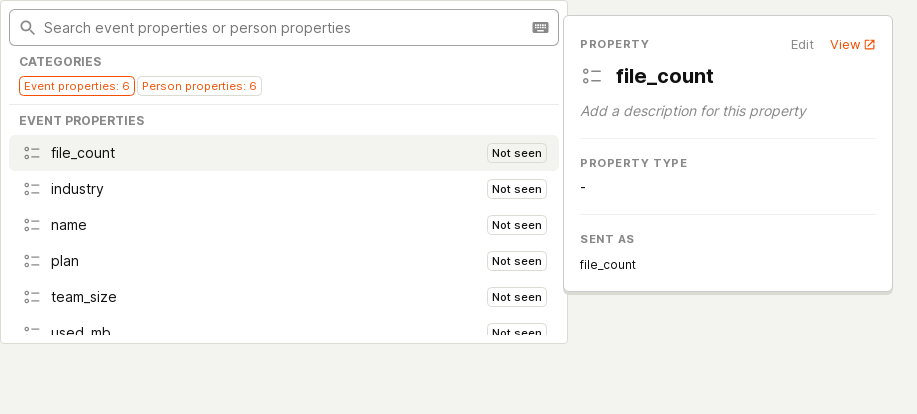 Search event properties or person properties
CATEGORIES
Event properties: 6
Person properties: 6
EVENT PROPERTIES
file_count Not seen
industry Not seen
name Not seen
plan Not seen
team_size Not seen
used_mb Not seen
PROPERTY Edit View
file_count
Add a description for this property
PROPERTY TYPE
-
SENT AS
file_count